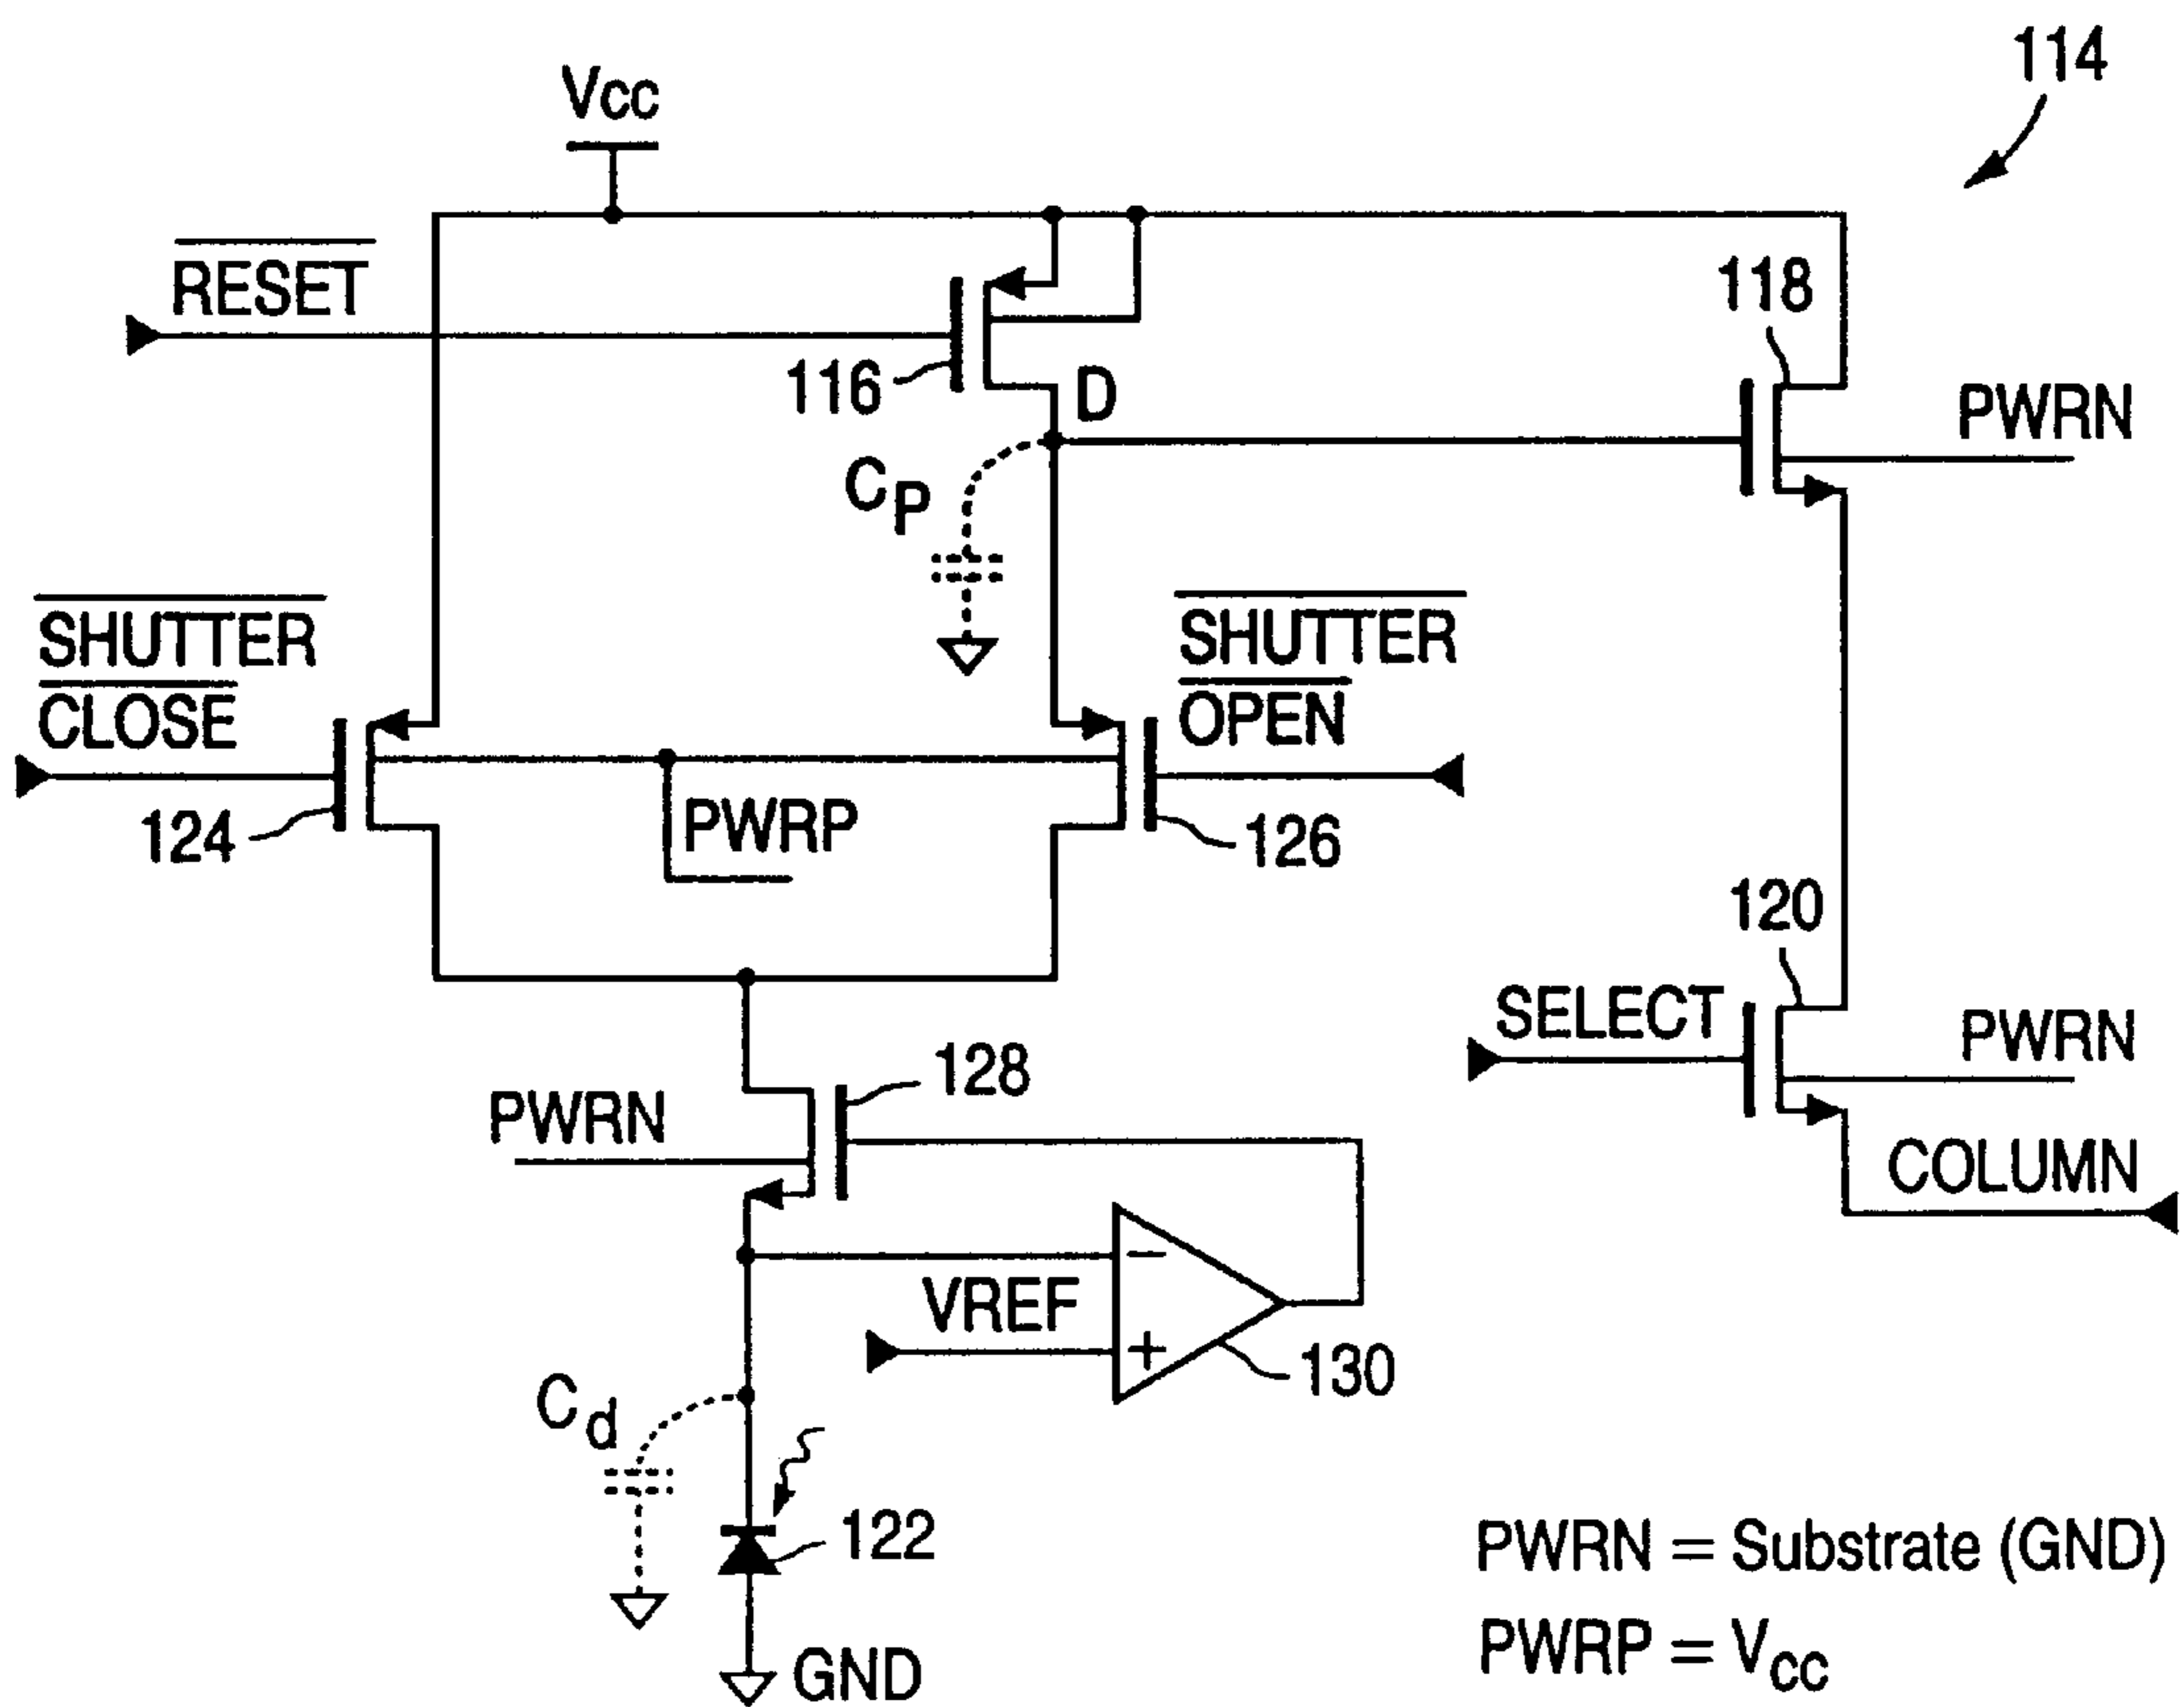 114
Vcc
RESET
118
116
D
PWRN
CP
SHUTTER
CLOSE
SHUTTER
OPEN
124
PWRP
126
120
SELECT
PWRN
128
PWRN
COLUMN
VREF
−
+
130
Cd
122
GND
PWRN = Substrate (GND)
PWRP = VCC